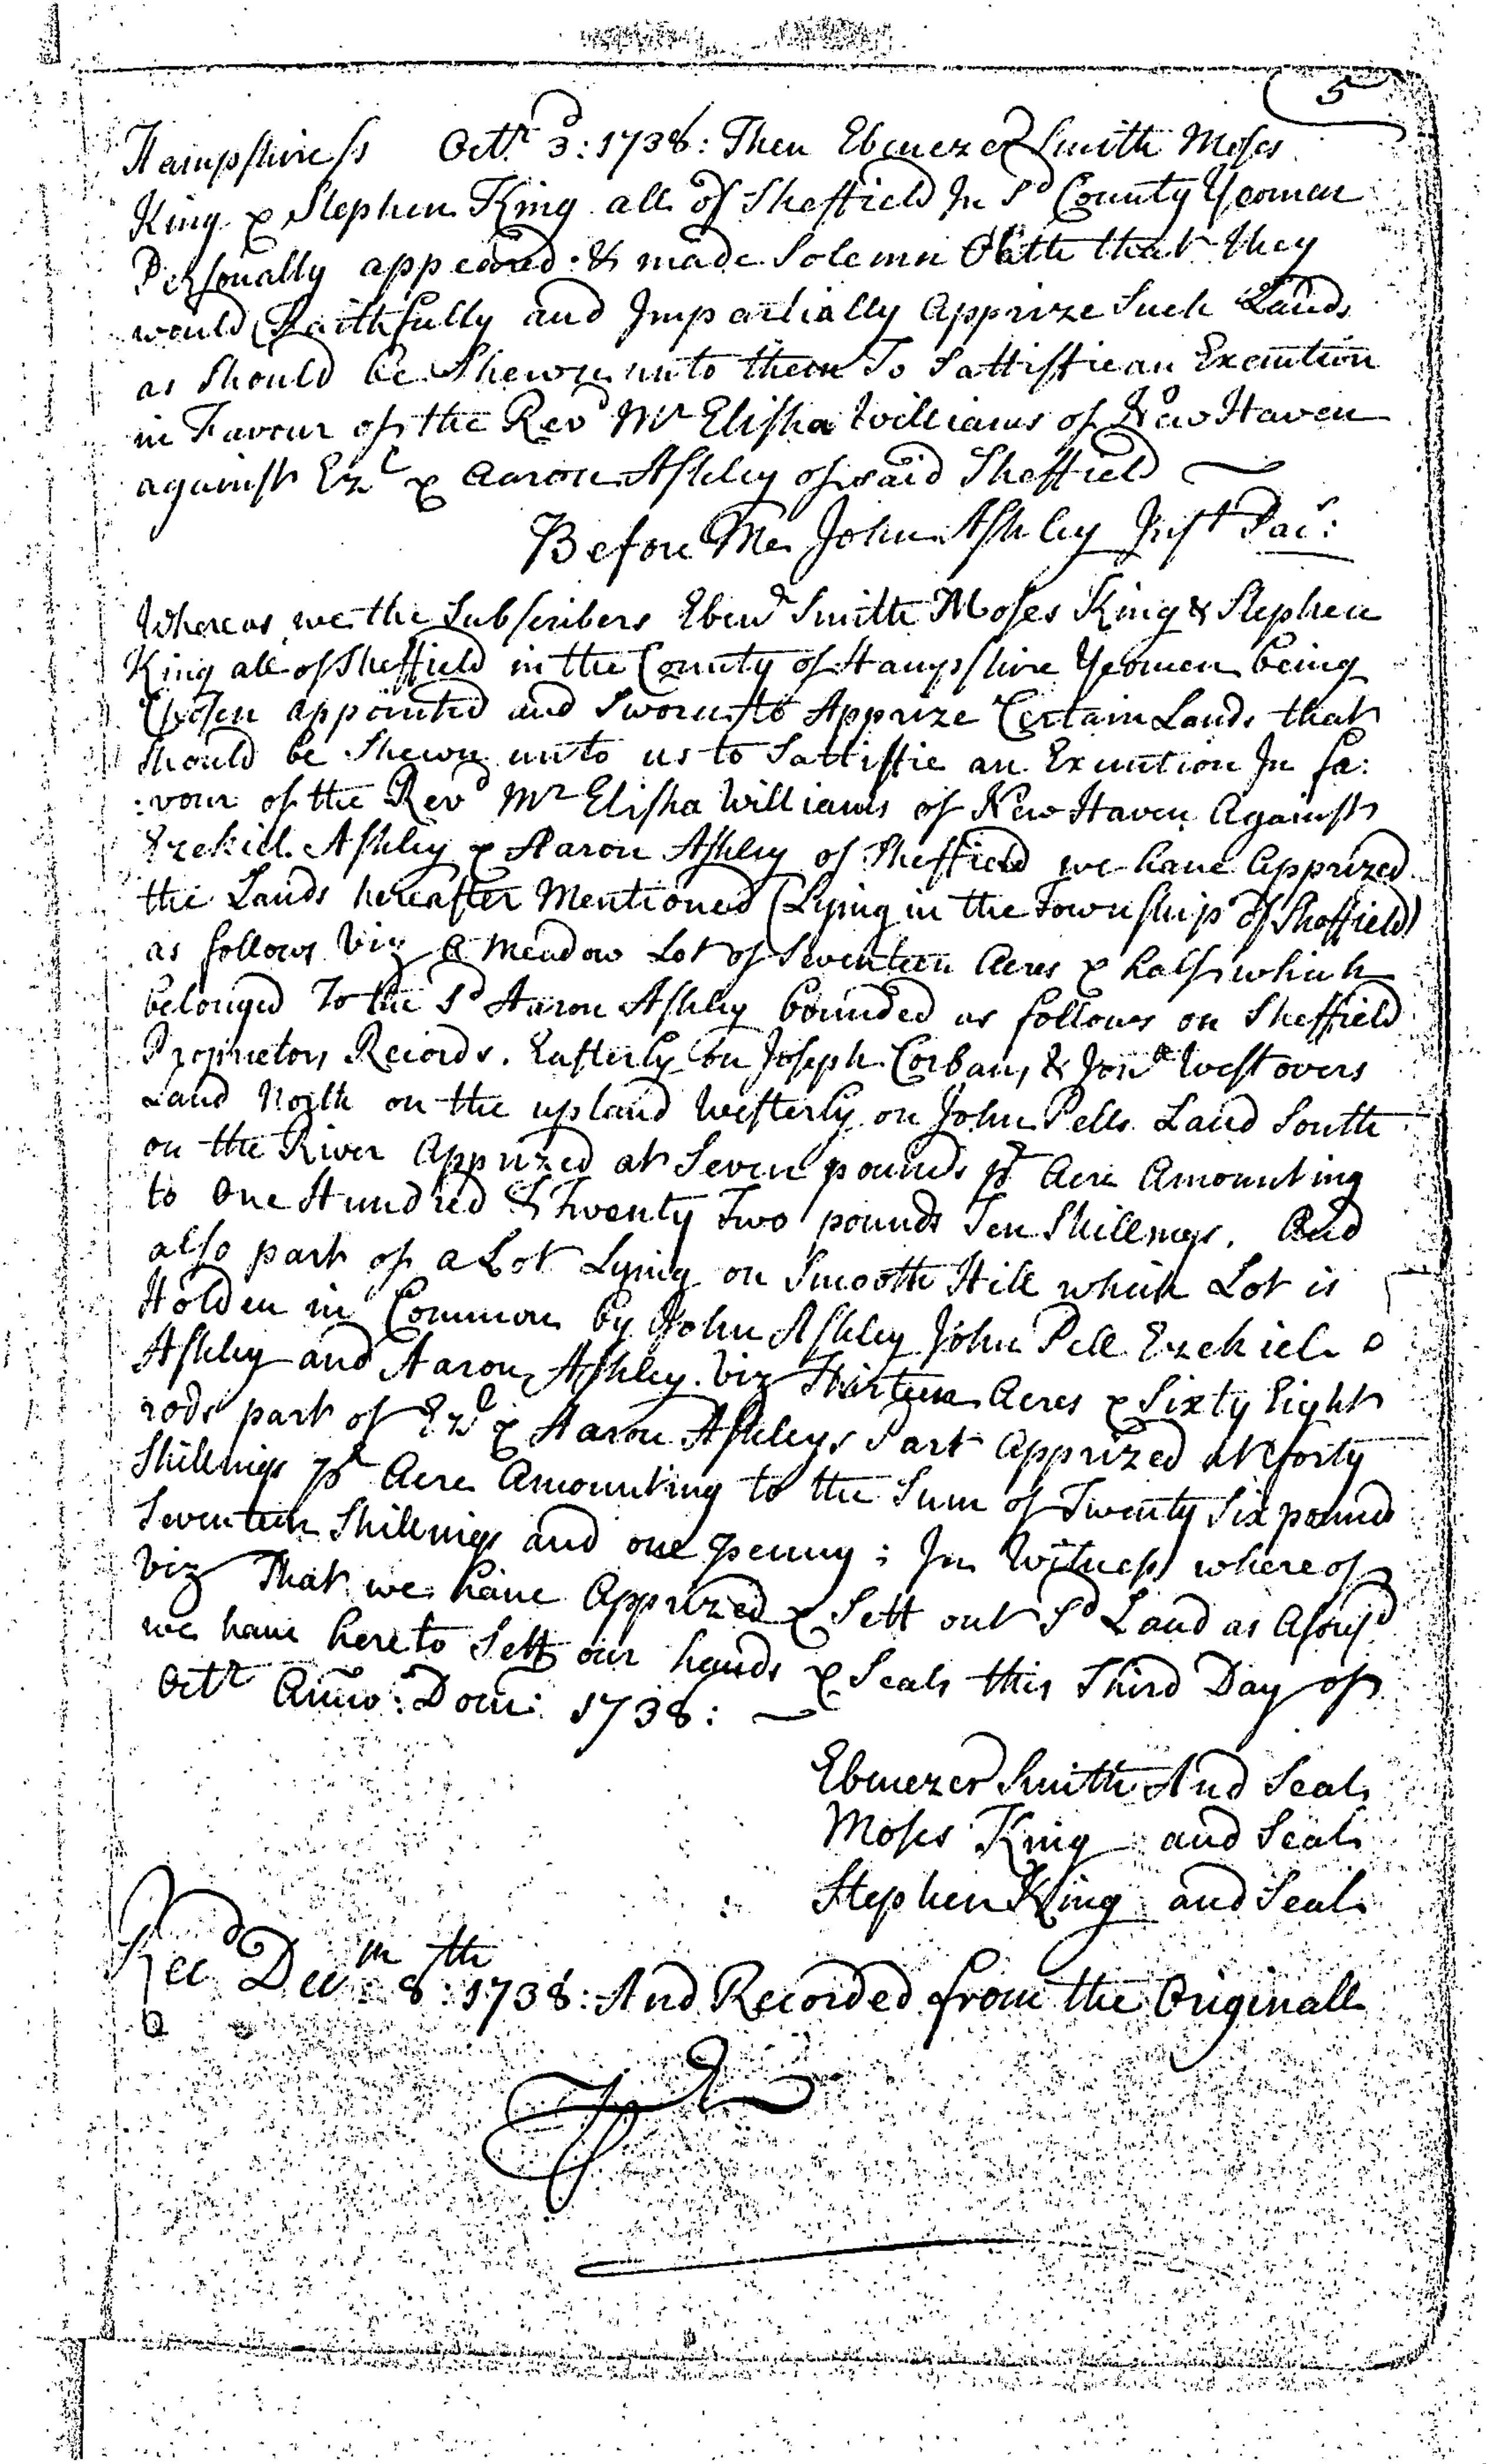 5
Hampshire ss Octr. 3: 1738: Then Ebenezer Smith Moses
King & Stephen King all of Sheffield In Sd County Yeoman
Personally appeared & made Solemn Oath that they
would Faithfully and Impartially Apprize Such Lands
as Should be Shewn unto them To Sattisfie an Execution
in Favour of the Revd Mr Elisha Williams of New Haven
against Ezl & Aaron Ashley of said Sheffield
Before Me John Ashley Just Pacs:
Whereas we the Subscribers Ebenr Smith Moses King & Stephen
King all of Sheffield in the County of Hampshire Yeomen being
Chosen appointed and Sworn to Apprize Certain Lands that
Should be Shewn unto us to Sattisfie an Execution In fa:
:vour of the Revd Mr Elisha Williams of New Haven Against
Ezekiell Ashley & Aaron Ashley of Sheffield we have Apprized
the Lands hereafter Mentioned (Lying in the Township of Sheffield)
as follows Viz A Meadow Lot of Seventeen Acres & half which
belonged To the Sd Aaron Ashley bounded as follows on Sheffield
Proprietors Records. Easterly on Joseph Corbans & Jona Westovers
Land North on the upland Westerly on John Pells Land South
on the River Apprized at Seven pounds pr Acre Amounting
to One Hundred & Twenty Two pounds Ten Shillings. And
also part of a Lot Lying on Smooth Hill which Lot is
Holden in Common by John Ashley John Pell Ezekiel
Ashley and Aaron Ashley. Viz Thirteen Acres & Sixty Eight
rods part of Ezl & Aaron Ashleys Part Apprized at forty
Shillings pr Acre Amounting to the Sum of Twenty Six pound
Seventeen Shillings and one penny; In Witness whereof
Viz That we have Apprized & Sett out Sd Land as Aforesd
we have hereto Sett our hands & Seals this Third Day of
Octr Anno: Dom: 1738:
Ebenezer Smith And Seal
Moses King and Seal
Stephen King and Seal
Recd Decm 8th: 1738: And Recorded from the Originall